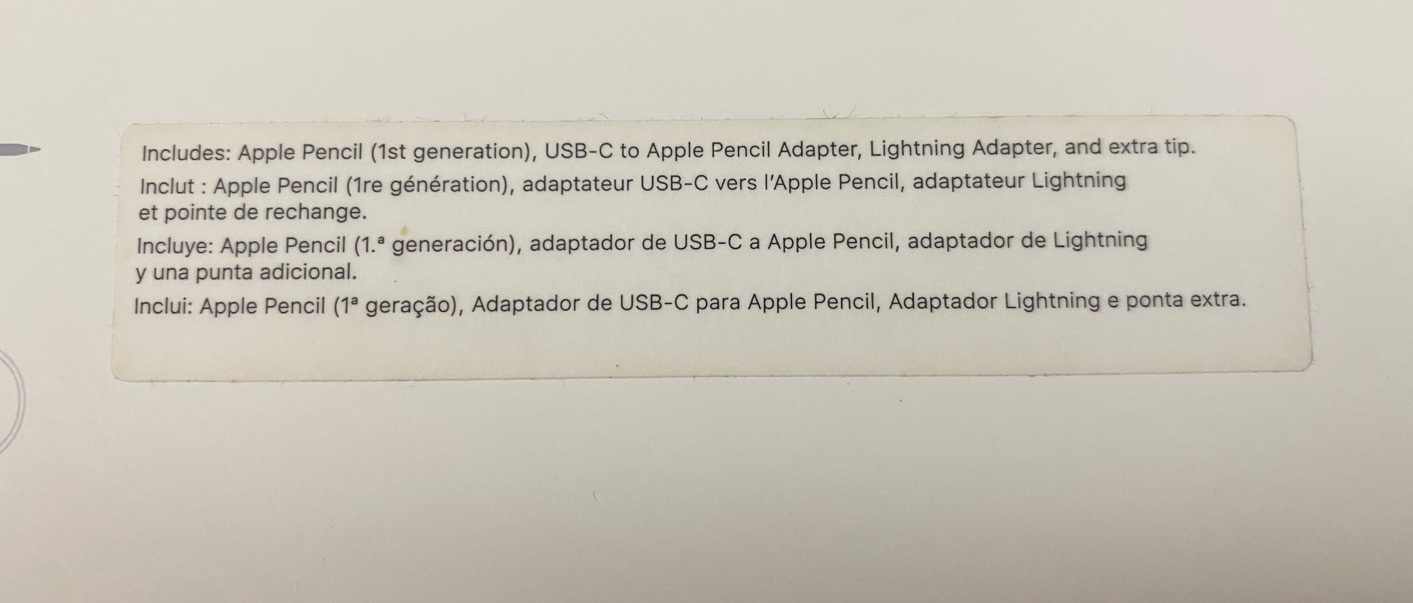 Includes: Apple Pencil (1st generation), USB-C to Apple Pencil Adapter, Lightning Adapter, and extra tip.
Inclut : Apple Pencil (1re génération), adaptateur USB-C vers l’Apple Pencil, adaptateur Lightning
et pointe de rechange.
Incluye: Apple Pencil (1.ª generación), adaptador de USB-C a Apple Pencil, adaptador de Lightning
y una punta adicional.
Inclui: Apple Pencil (1ª geração), Adaptador de USB-C para Apple Pencil, Adaptador Lightning e ponta extra.